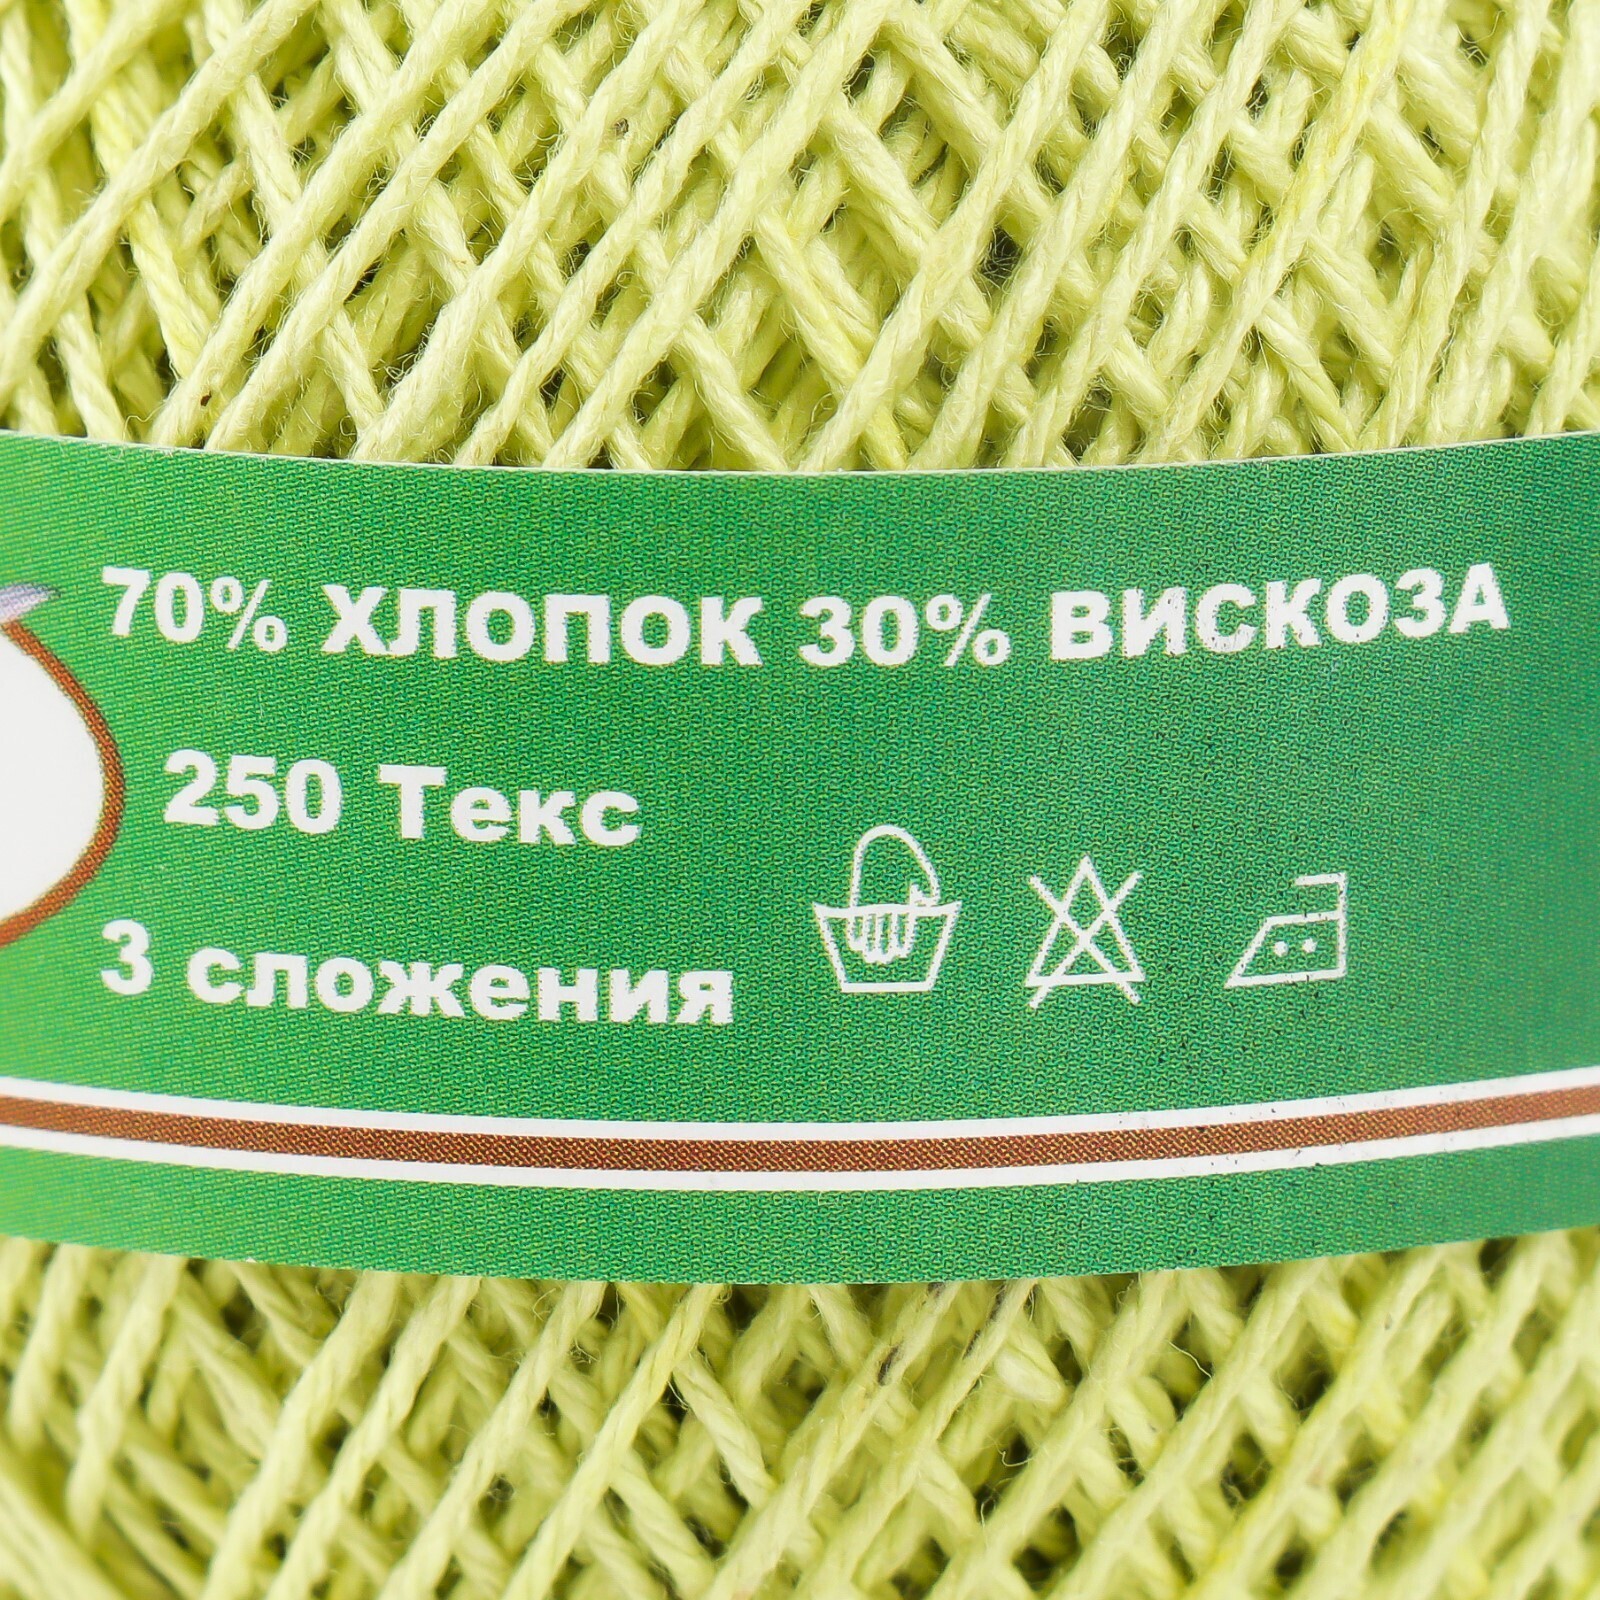 70% ХЛОПОК 30% ВИСКОЗА
250 Текс
3 сложения